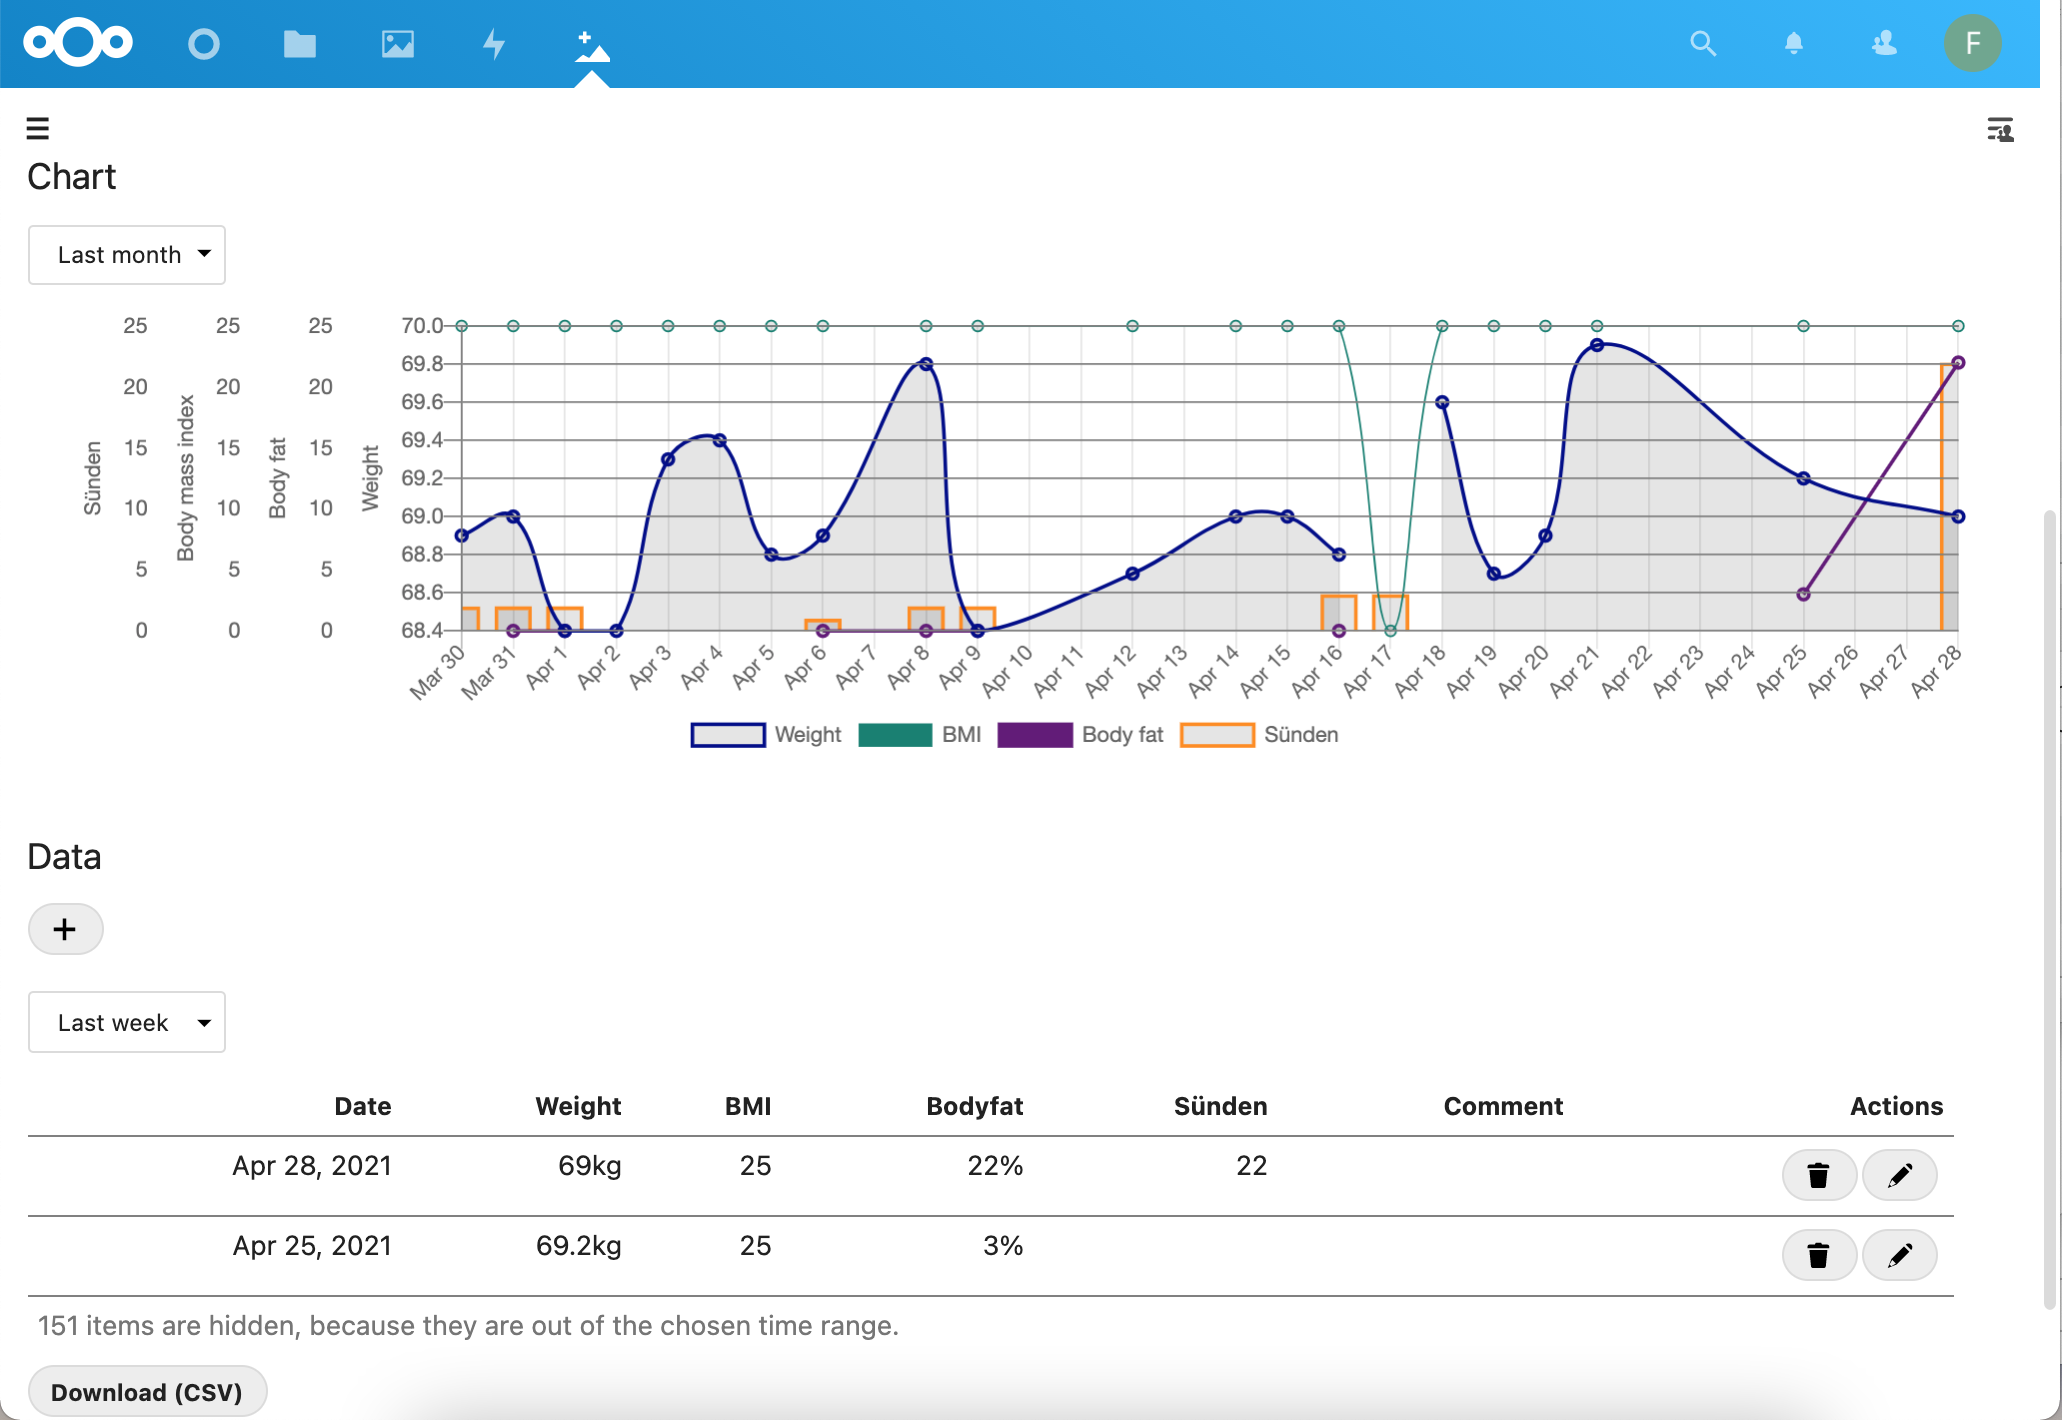 F
Chart
Last month
25 25 25 70.0
69.8
20 20 20 69.6
69.4
15 15 15
69.2
10 10 10 69.0
68.8
5 5 5
68.6
0 0 0 68.4
Sünden
Body mass index
Body fat
Weight
Mar 30 Mar 31 Apr 1 Apr 2 Apr 3 Apr 4 Apr 5 Apr 6 Apr 7 Apr 8 Apr 9 Apr 10 Apr 11 Apr 12 Apr 13 Apr 14 Apr 15 Apr 16 Apr 17 Apr 18 Apr 19 Apr 20 Apr 21 Apr 22 Apr 23 Apr 24 Apr 25 Apr 26 Apr 27 Apr 28
Weight BMI Body fat Sünden
Data
Last week
Date Weight BMI Bodyfat Sünden Comment Actions
Apr 28, 2021 69kg 25 22% 22
Apr 25, 2021 69.2kg 25 3%
151 items are hidden, because they are out of the chosen time range.
Download (CSV)